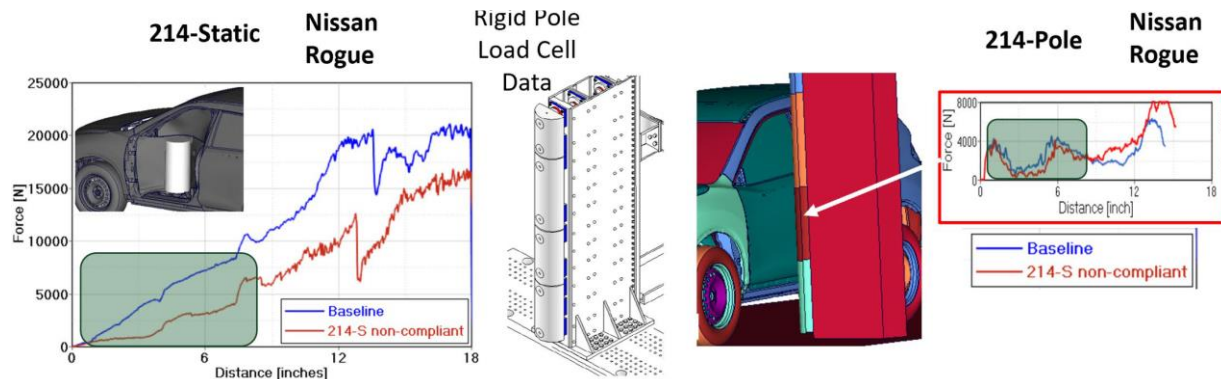 214-Static
Nissan
Rogue
Force [N]
25000
20000
15000
10000
5000
0
0
6
12
18
Distance [inches]
Baseline
214-S non-compliant
Rigid Pole
Load Cell
Data
214-Pole
Nissan
Rogue
Force [N]
8000
4000
0
0
6
12
18
Distance [inch]
Baseline
214-S non-compliant